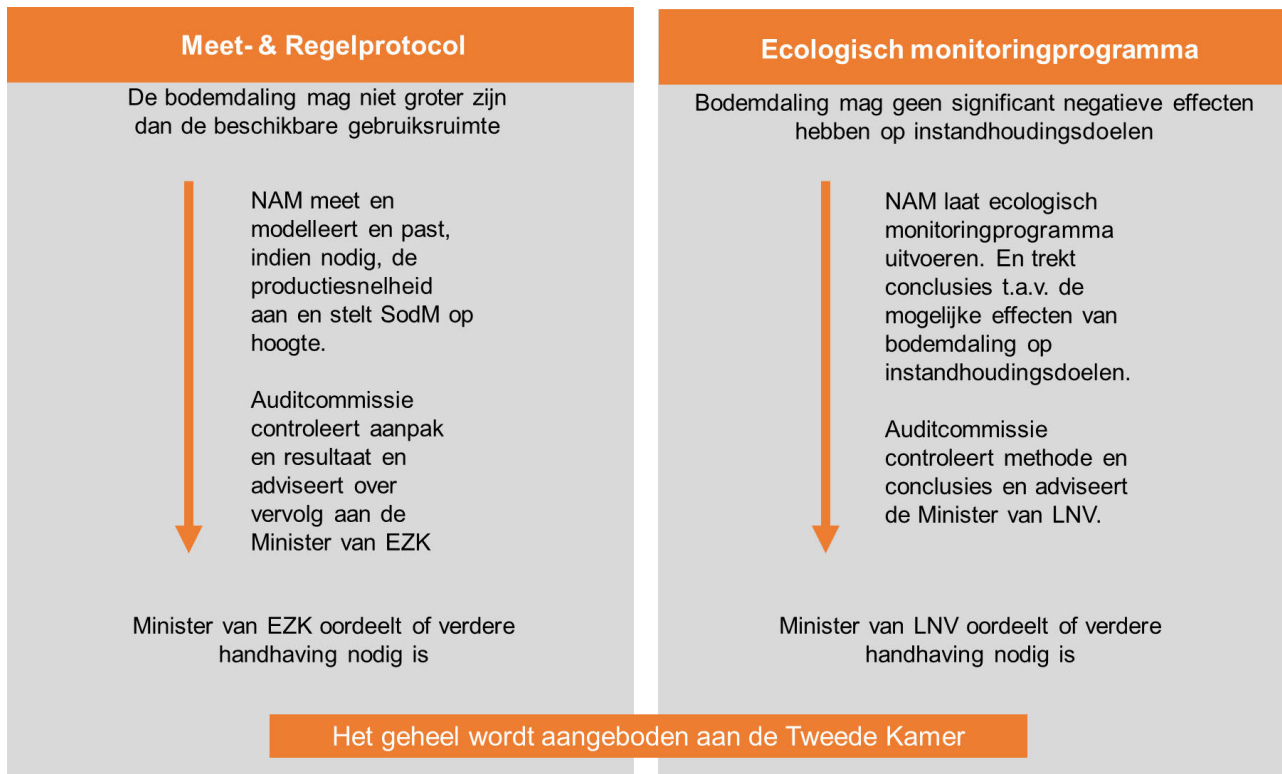 Meet- & Regelprotocol
De bodemdaling mag niet groter zijn
dan de beschikbare gebruiksruimte
NAM meet en
modelleert en past,
indien nodig, de
productiesnelheid
aan en stelt SodM op
hoogte.
Auditcommissie
controleert aanpak
en resultaat en
adviseert over
vervolg aan de
Minister van EZK
Minister van EZK oordeelt of verdere
handhaving nodig is
Ecologisch monitoringprogramma
Bodemdaling mag geen significant negatieve effecten
hebben op instandhoudingsdoelen
NAM laat ecologisch
monitoringprogramma
uitvoeren. En trekt
conclusies t.a.v. de
mogelijke effecten van
bodemdaling op
instandhoudingsdoelen.
Auditcommissie
controleert methode en
conclusies en adviseert
de Minister van LNV.
Minister van LNV oordeelt of verdere
handhaving nodig is
Het geheel wordt aangeboden aan de Tweede Kamer